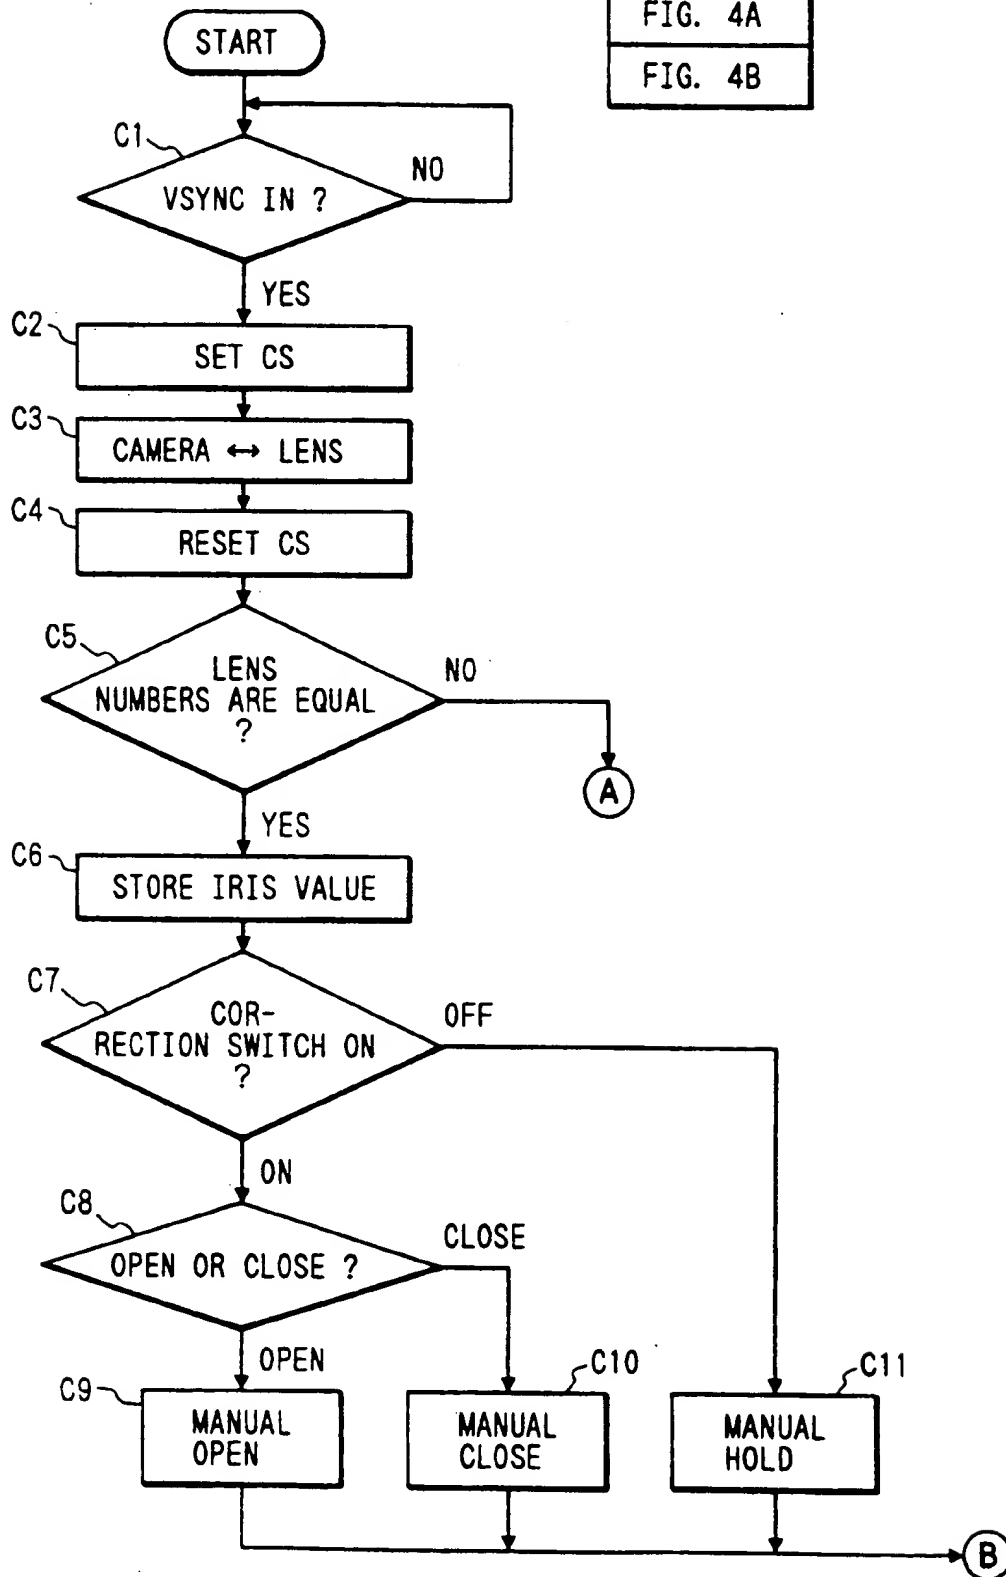 FIG. 4A
FIG. 4B
START
C1
VSYNC IN ?
NO
YES
C2
SET CS
C3
CAMERA ↔ LENS
C4
RESET CS
C5
LENS
NUMBERS ARE EQUAL
?
NO
A
YES
C6
STORE IRIS VALUE
C7
COR-
RECTION SWITCH ON
?
OFF
ON
C8
OPEN OR CLOSE ?
CLOSE
OPEN
C9
MANUAL
OPEN
C10
MANUAL
CLOSE
C11
MANUAL
HOLD
B